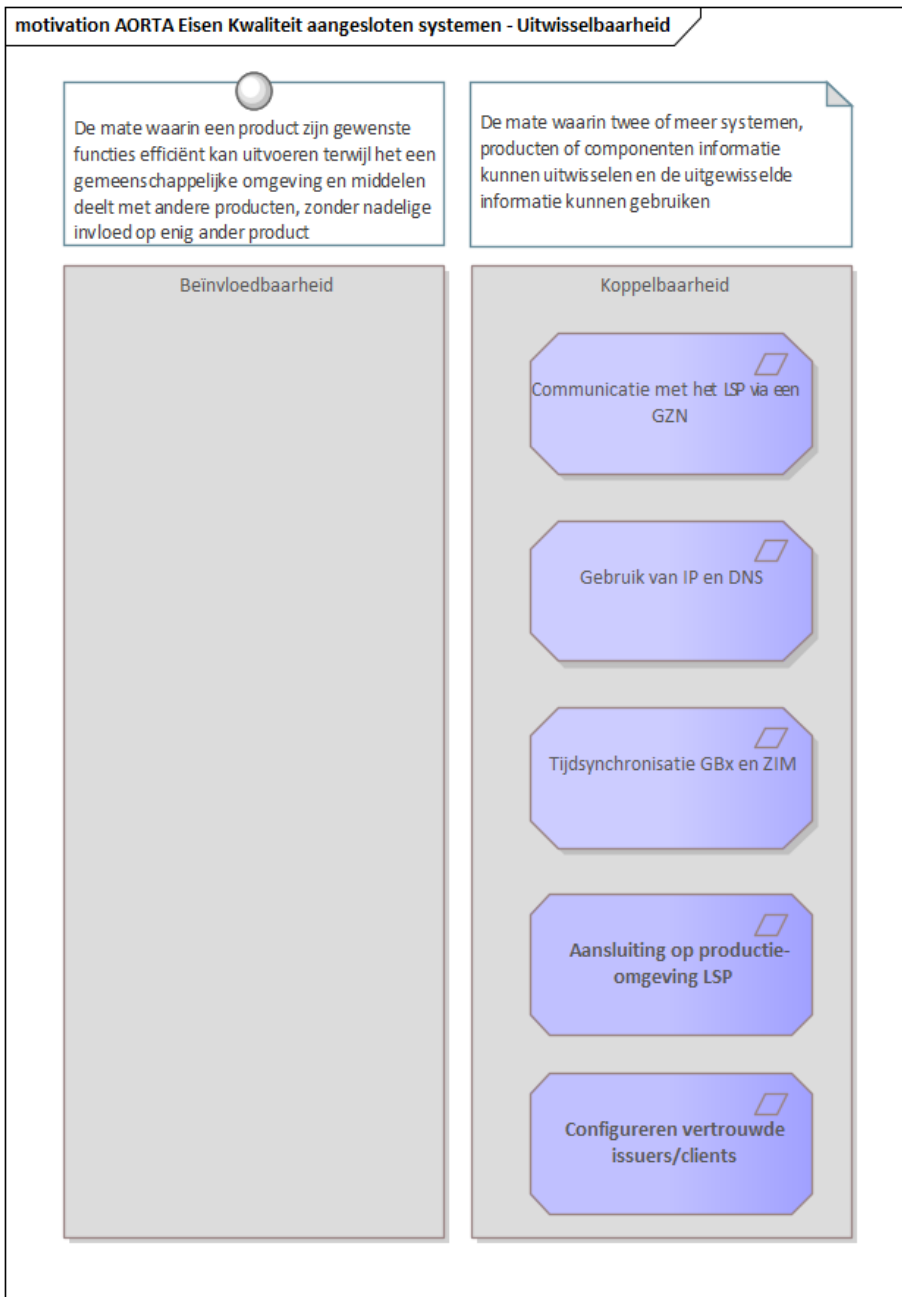 motivation AORTA Eisen Kwaliteit aangesloten systemen - Uitwisselbaarheid
De mate waarin een product zijn gewenste
functies efficiënt kan uitvoeren terwijl het een
gemeenschappelijke omgeving en middelen
deelt met andere producten, zonder nadelige
invloed op enig ander product
De mate waarin twee of meer systemen,
producten of componenten informatie
kunnen uitwisselen en de uitgewisselde
informatie kunnen gebruiken
Beïnvloedbaarheid
Koppelbaarheid
Communicatie met het LSP via een
GZN
Gebruik van IP en DNS
Tijdsynchronisatie GBx en ZIM
Aansluiting op productie-
omgeving LSP
Configureren vertrouwde
issuers/clients